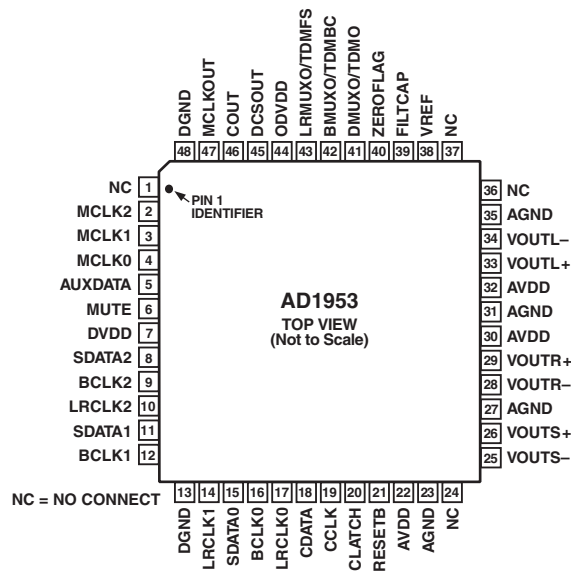 DGND
MCLKOUT
COUT
DCSOUT
ODVDD
LRMUXO/TDMFS
BMUXO/TDMBC
DMUXO/TDMO
ZEROFLAG
FILTCAP
VREF
NC
48 47 46 45 44 43 42 41 40 39 38 37
NC 1
MCLK2 2
MCLK1 3
MCLK0 4
AUXDATA 5
MUTE 6
DVDD 7
SDATA2 8
BCLK2 9
LRCLK2 10
SDATA1 11
BCLK1 12
PIN 1
IDENTIFIER
AD1953
TOP VIEW
(Not to Scale)
36 NC
35 AGND
34 VOUTL–
33 VOUTL+
32 AVDD
31 AGND
30 AVDD
29 VOUTR+
28 VOUTR–
27 AGND
26 VOUTS+
25 VOUTS–
NC = NO CONNECT
13 14 15 16 17 18 19 20 21 22 23 24
DGND
LRCLK1
SDATA0
BCLK0
LRCLK0
CDATA
CCLK
CLATCH
RESETB
AVDD
AGND
NC